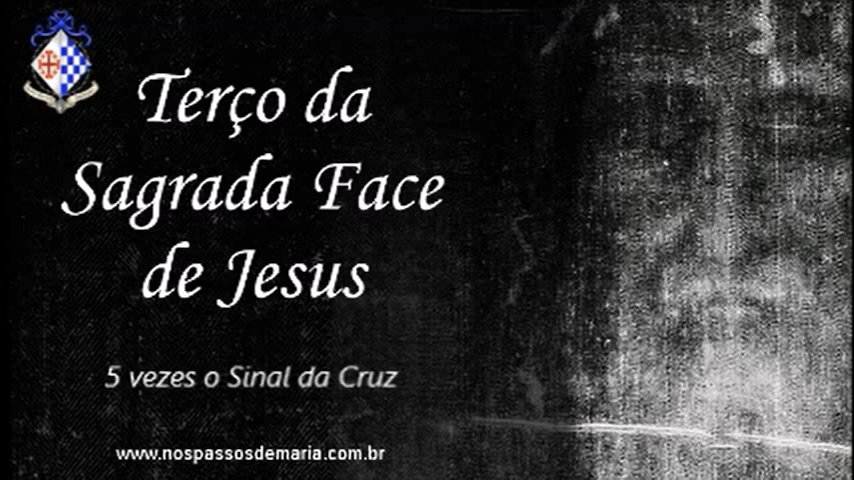 Terço da
Sagrada Face
de Jesus
5 vezes o Sinal da Cruz
www.nospassosdemaria.com.br